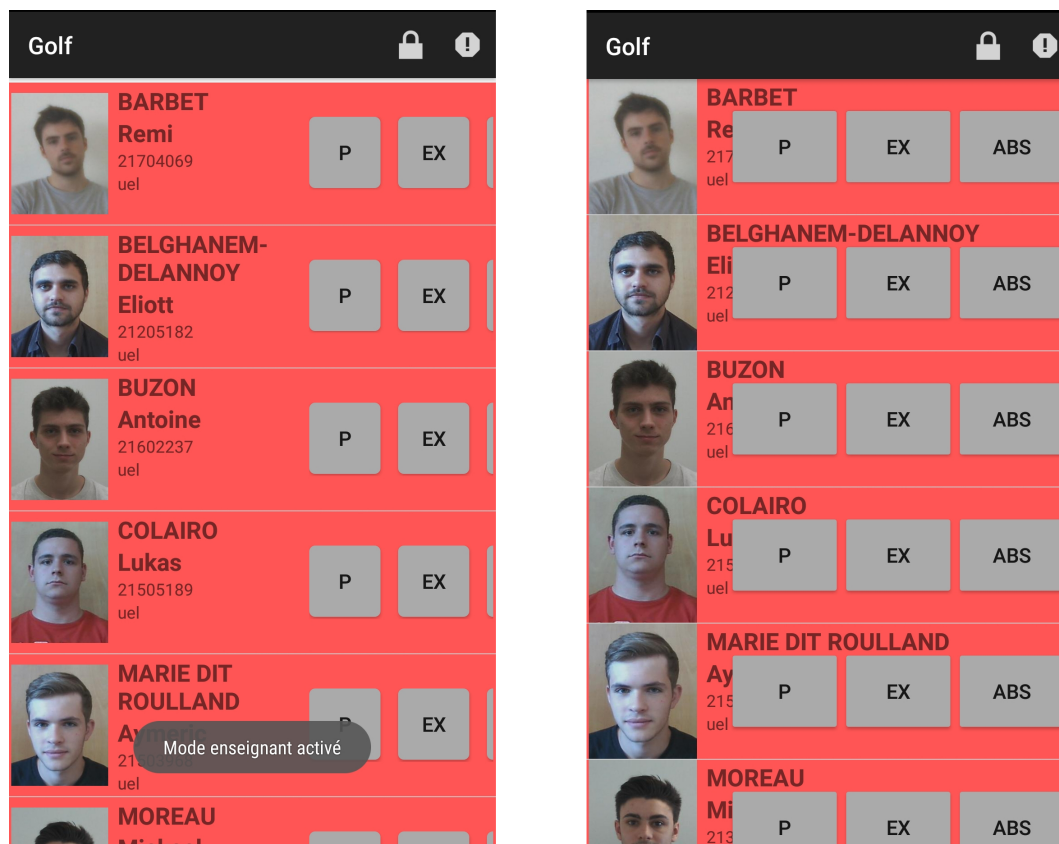 Golf
BARBET
Remi
21704069
uel
P
EX
BELGHANEM-
DELANNOY
Eliott
21205182
uel
P
EX
BUZON
Antoine
21602237
uel
P
EX
COLAIRO
Lukas
21505189
uel
P
EX
MARIE DIT
ROULLAND
Aymeric
uel
P
EX
Mode enseignant activé
MOREAU
Golf
BARBET
Re
217
uel
P
EX
ABS
BELGHANEM-DELANNOY
Eli
212
uel
P
EX
ABS
BUZON
An
216
uel
P
EX
ABS
COLAIRO
Lu
215
uel
P
EX
ABS
MARIE DIT ROULLAND
Ay
215
uel
P
EX
ABS
MOREAU
Mi
213
P
EX
ABS